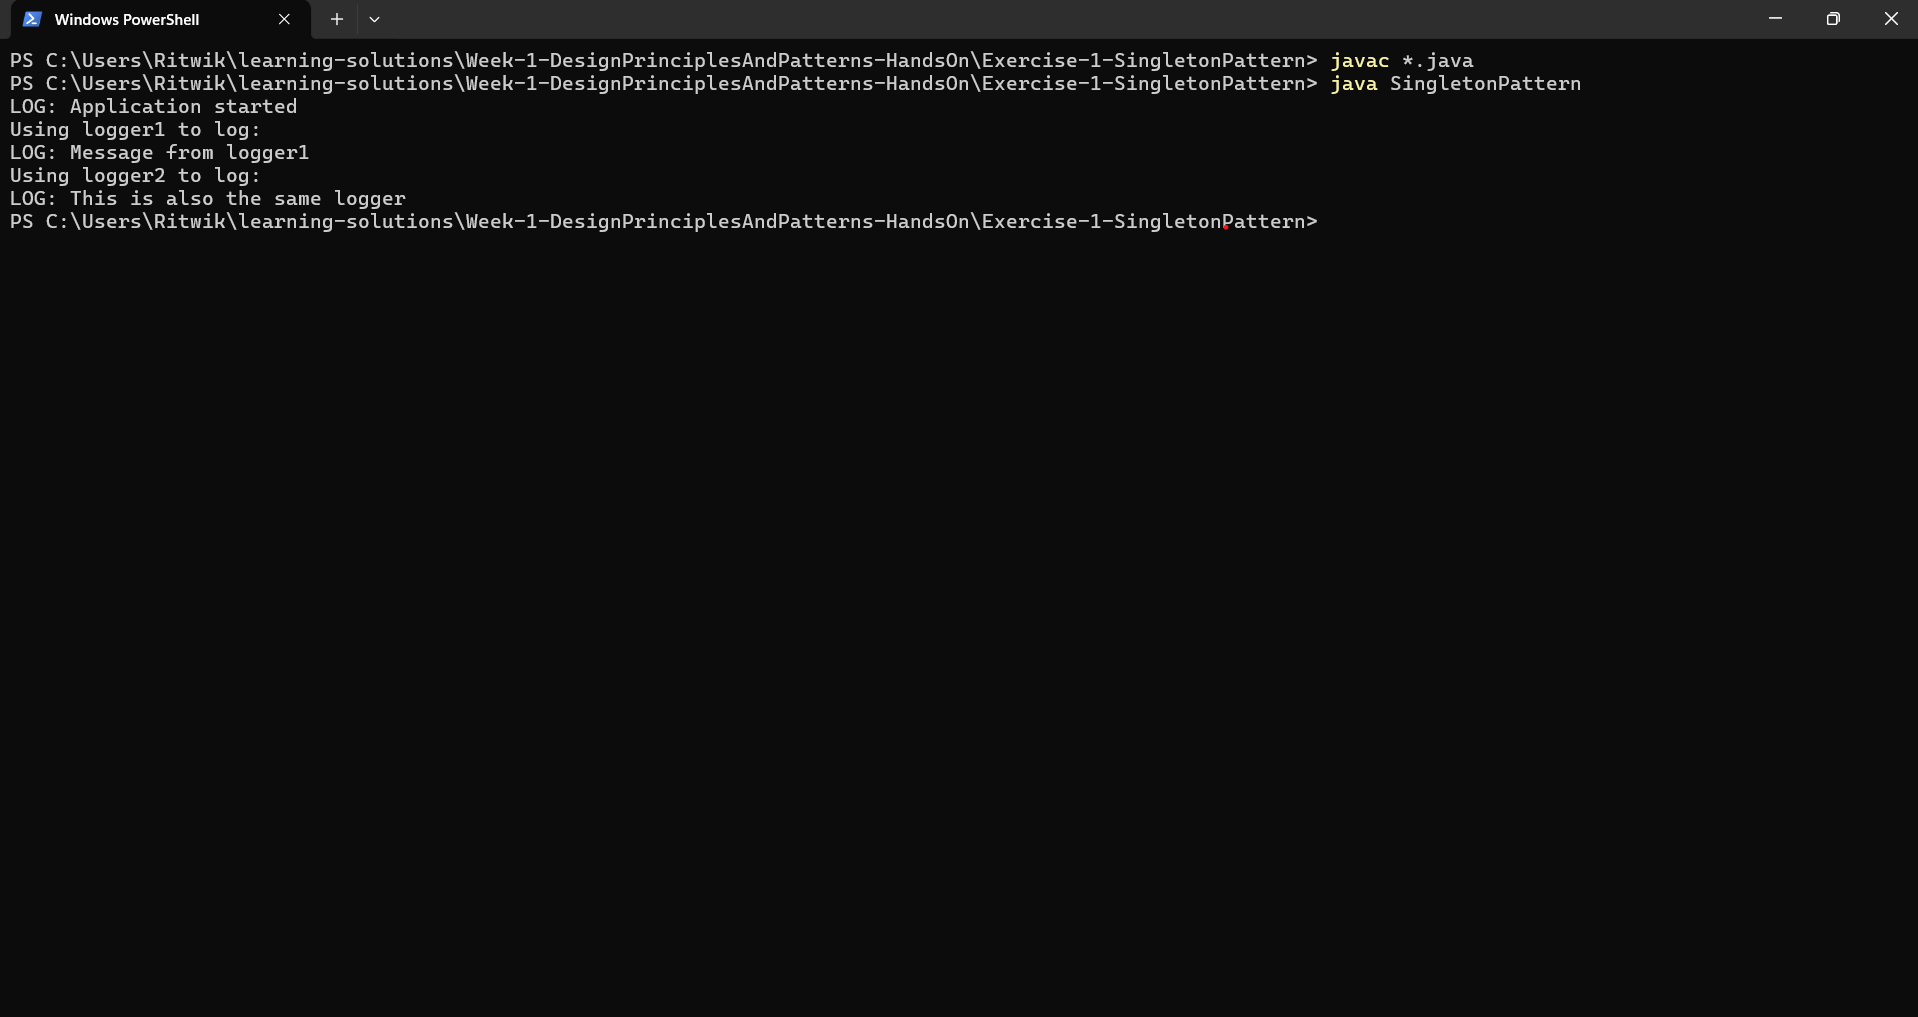 Windows PowerShell
PS C:\Users\Ritwik\learning-solutions\Week-1-DesignPrinciplesAndPatterns-HandsOn\Exercise-1-SingletonPattern> javac *.java
PS C:\Users\Ritwik\learning-solutions\Week-1-DesignPrinciplesAndPatterns-HandsOn\Exercise-1-SingletonPattern> java SingletonPattern
LOG: Application started
Using logger1 to log:
LOG: Message from logger1
Using logger2 to log:
LOG: This is also the same logger
PS C:\Users\Ritwik\learning-solutions\Week-1-DesignPrinciplesAndPatterns-HandsOn\Exercise-1-SingletonPattern>